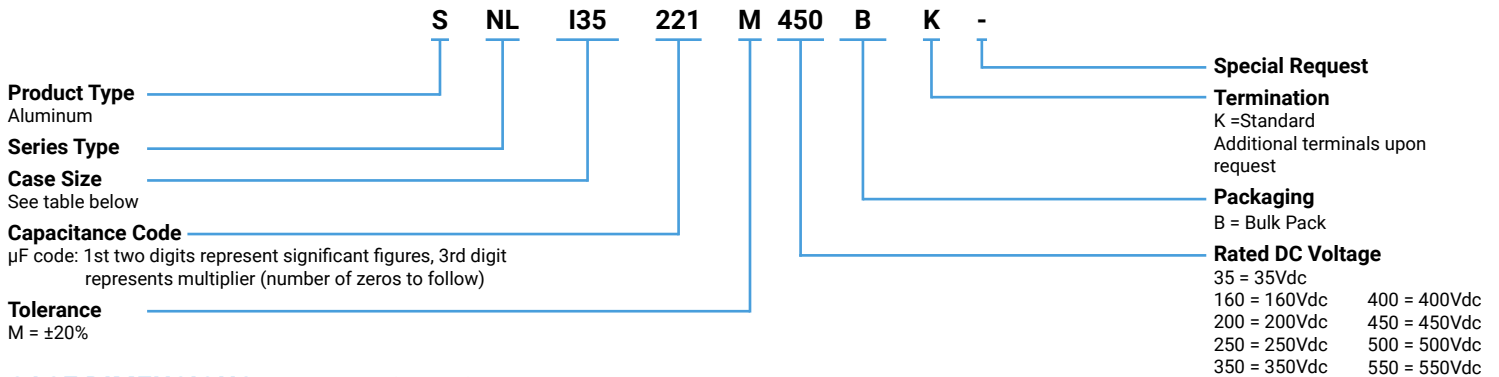 S NL I35 221 M 450 B K -
Product Type
Aluminum
Series Type
Case Size
See table below
Capacitance Code
µF code: 1st two digits represent significant figures, 3rd digit
represents multiplier (number of zeros to follow)
Tolerance
M = ±20%
Special Request
Termination
K =Standard
Additional terminals upon
request
Packaging
B = Bulk Pack
Rated DC Voltage
35 = 35Vdc
160 = 160Vdc 400 = 400Vdc
200 = 200Vdc 450 = 450Vdc
250 = 250Vdc 500 = 500Vdc
350 = 350Vdc 550 = 550Vdc